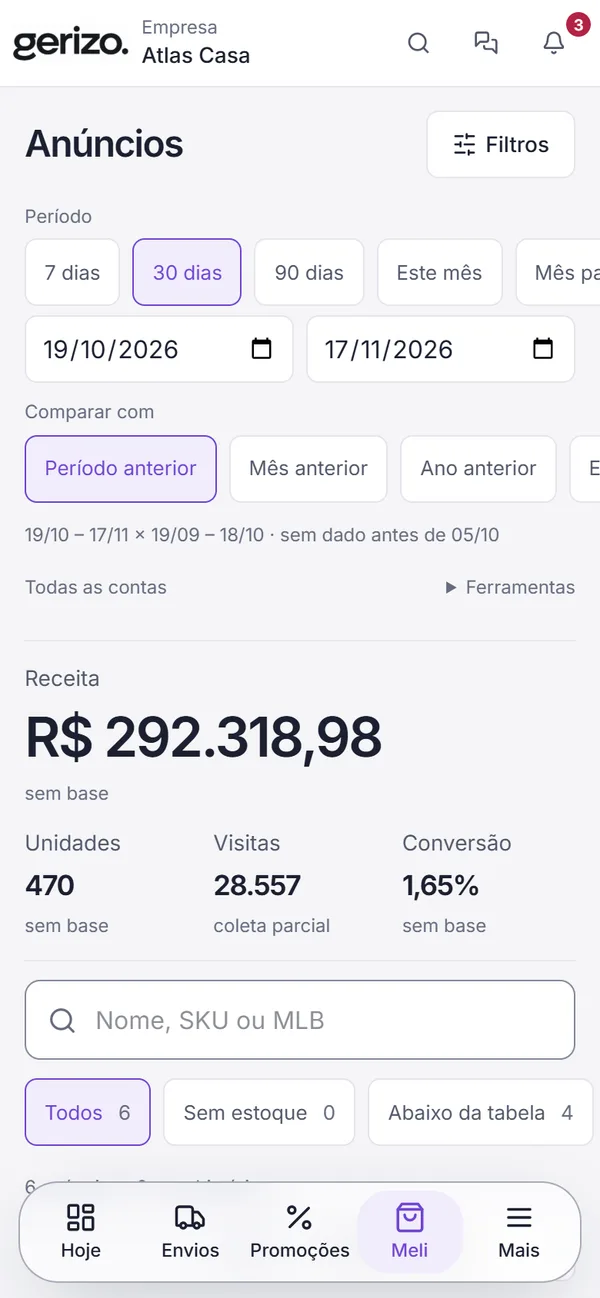 gerizo.
Empresa
Atlas Casa
3
Anúncios
Filtros
Período
7 dias
30 dias
90 dias
Este mês
Mês pa
19/10/2026
17/11/2026
Comparar com
Período anterior
Mês anterior
Ano anterior
E
19/10 – 17/11 × 19/09 – 18/10 · sem dado antes de 05/10
Todas as contas
Ferramentas
Receita
R$ 292.318,98
sem base
Unidades
Visitas
Conversão
470
28.557
1,65%
sem base
coleta parcial
sem base
Nome, SKU ou MLB
Todos 6
Sem estoque 0
Abaixo da tabela 4
6
Hoje
Envios
Promoções
Meli
Mais